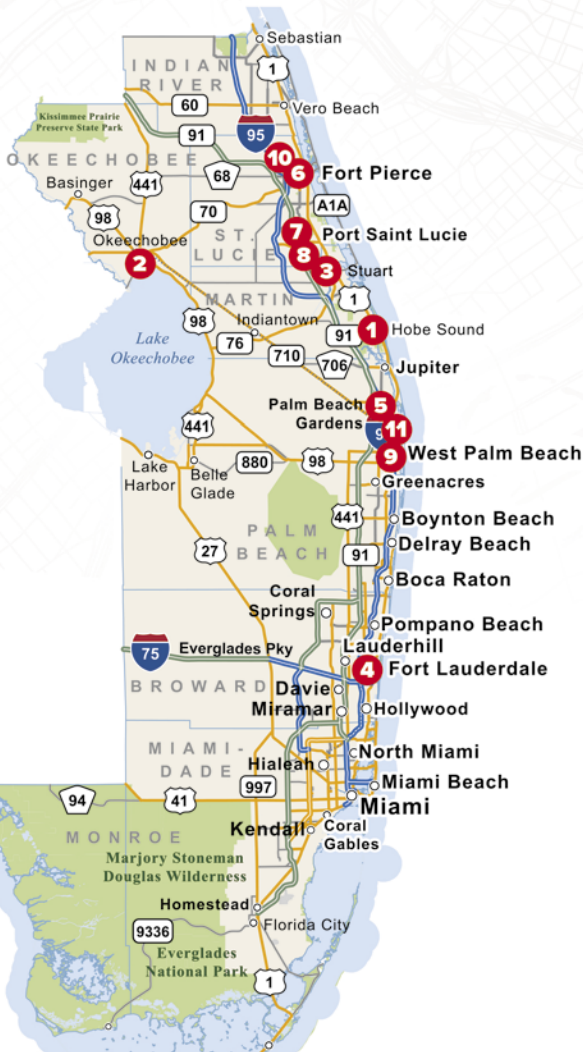 Sebastian
INDIAN
RIVER
1
60
Vero Beach
Kissimmee Prairie
Preserve State Park
91
95
OKEECHOBEE
10
6
Fort Pierce
68
441
Basinger
A1A
98
70
7
Port Saint Lucie
Okeechobee
ST.
LUCIE
8
2
3
Stuart
MARTIN
1
98
Indiantown
1
Hobe Sound
Lake
Okeechobee
76
91
710
706
Jupiter
5
Palm Beach
Gardens
9
11
441
West Palm Beach
9
880
98
Lake
Harbor
Belle
Glade
Greenacres
441
Boynton Beach
PALM
BEACH
27
91
Delray Beach
Boca Raton
Coral
Springs
Pompano Beach
75
Everglades Pky
Lauderhill
4
Fort Lauderdale
BROWARD
Davie
Miramar
Hollywood
MIAMI-
DADE
North Miami
Hialeah
997
Miami Beach
94
41
Miami
MONROE
Kendall
Coral
Gables
Marjory Stoneman
Douglas Wilderness
Homestead
Florida City
9336
Everglades
National Park
1